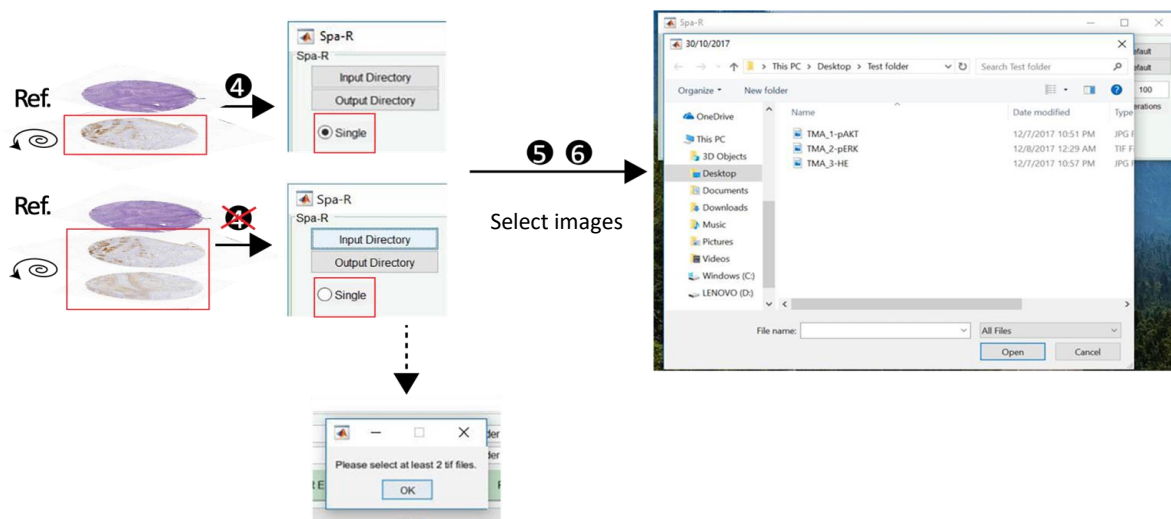 Ref.
4
Spa-R
Spa-R
Input Directory
Output Directory
Single
Ref.
4
Spa-R
Spa-R
Input Directory
Output Directory
Single
5 6
Select images
Please select at least 2 tif files.
OK
Spa-R
30/10/2017
This PC > Desktop > Test folder
Search Test folder
Organize
New folder
100
OneDrive
This PC
3D Objects
Desktop
Documents
Downloads
Music
Pictures
Videos
Windows (C:)
LENOVO (D:)
Name Date modified Type
TMA_1-pAKT 12/7/2017 10:51 PM JPG F
TMA_2-pERK 12/8/2017 12:29 AM TIF F
TMA_3-HE 12/7/2017 10:57 PM JPG F
File name:
All Files
Open
Cancel